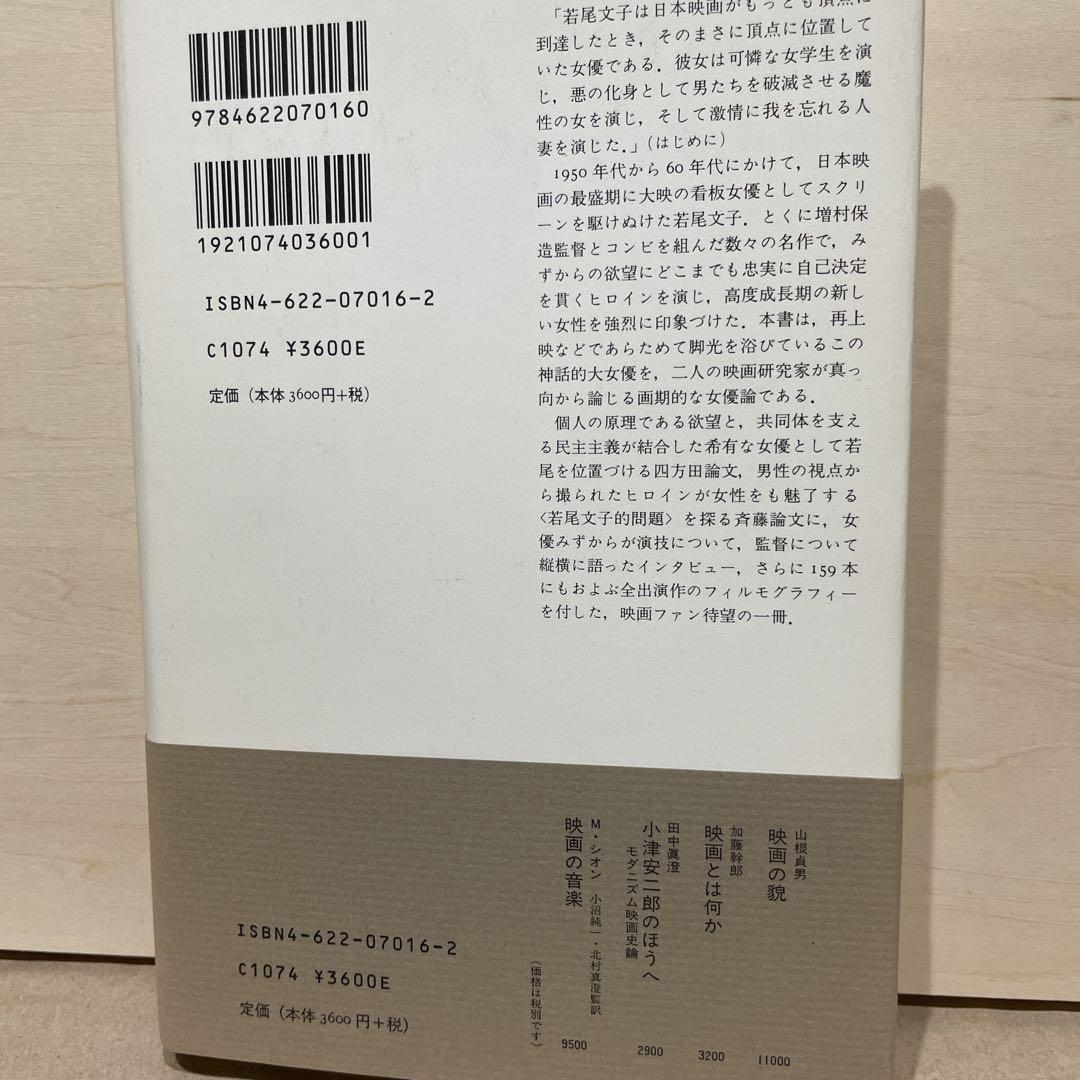 「若尾文子は日本映画がもっとも頂点に
到達したとき，そのまさに頂点に位置して
いた女優である．彼女は可憐な女学生を演
じ，悪の化身として男たちを破滅させる魔
性の女を演じ，そして激情に我を忘れる人
妻を演じた．」(はじめに)
1950年代から60年代にかけて，日本映
画の最盛期に大映の看板女優としてスクリ
ーンを駆けぬけた若尾文子．とくに増村保
造監督とコンビを組んだ数々の名作で，み
ずからの欲望にどこまでも忠実に自己決定
を貫くヒロインを演じ，高度成長期の新し
い女性を強烈に印象づけた．本書は，再上
映などであらためて脚光を浴びているこの
神話的大女優を，二人の映画研究家が真っ
向から論じる画期的な女優論である．
個人の原理である欲望と，共同体を支え
る民主主義が結合した希有な女優として若
尾を位置づける四方田論文，男性の視点か
ら撮られたヒロインが女性をも魅了する
〈若尾文子的問題〉を探る斉藤論文に，女
優みずからが演技について，監督について
縦横に語ったインタビュー，さらに159本
にもおよぶ全出演作のフィルモグラフィー
を付した，映画ファン待望の一冊．
9784622070160
1921074036001
ISBN4-622-07016-2
C1074 ¥3600E
定価（本体3600円+税）
山根貞男
映画の貌
11000
加藤幹郎
映画とは何か
3200
田中眞澄
小津安二郎のほうへ
モダニズム映画史論
2900
M・シオン 小沼純一・北村真澄監訳
映画の音楽
9500
（価格は税別です）
ISBN4-622-07016-2
C1074 ¥3600E
定価（本体3600円+税）